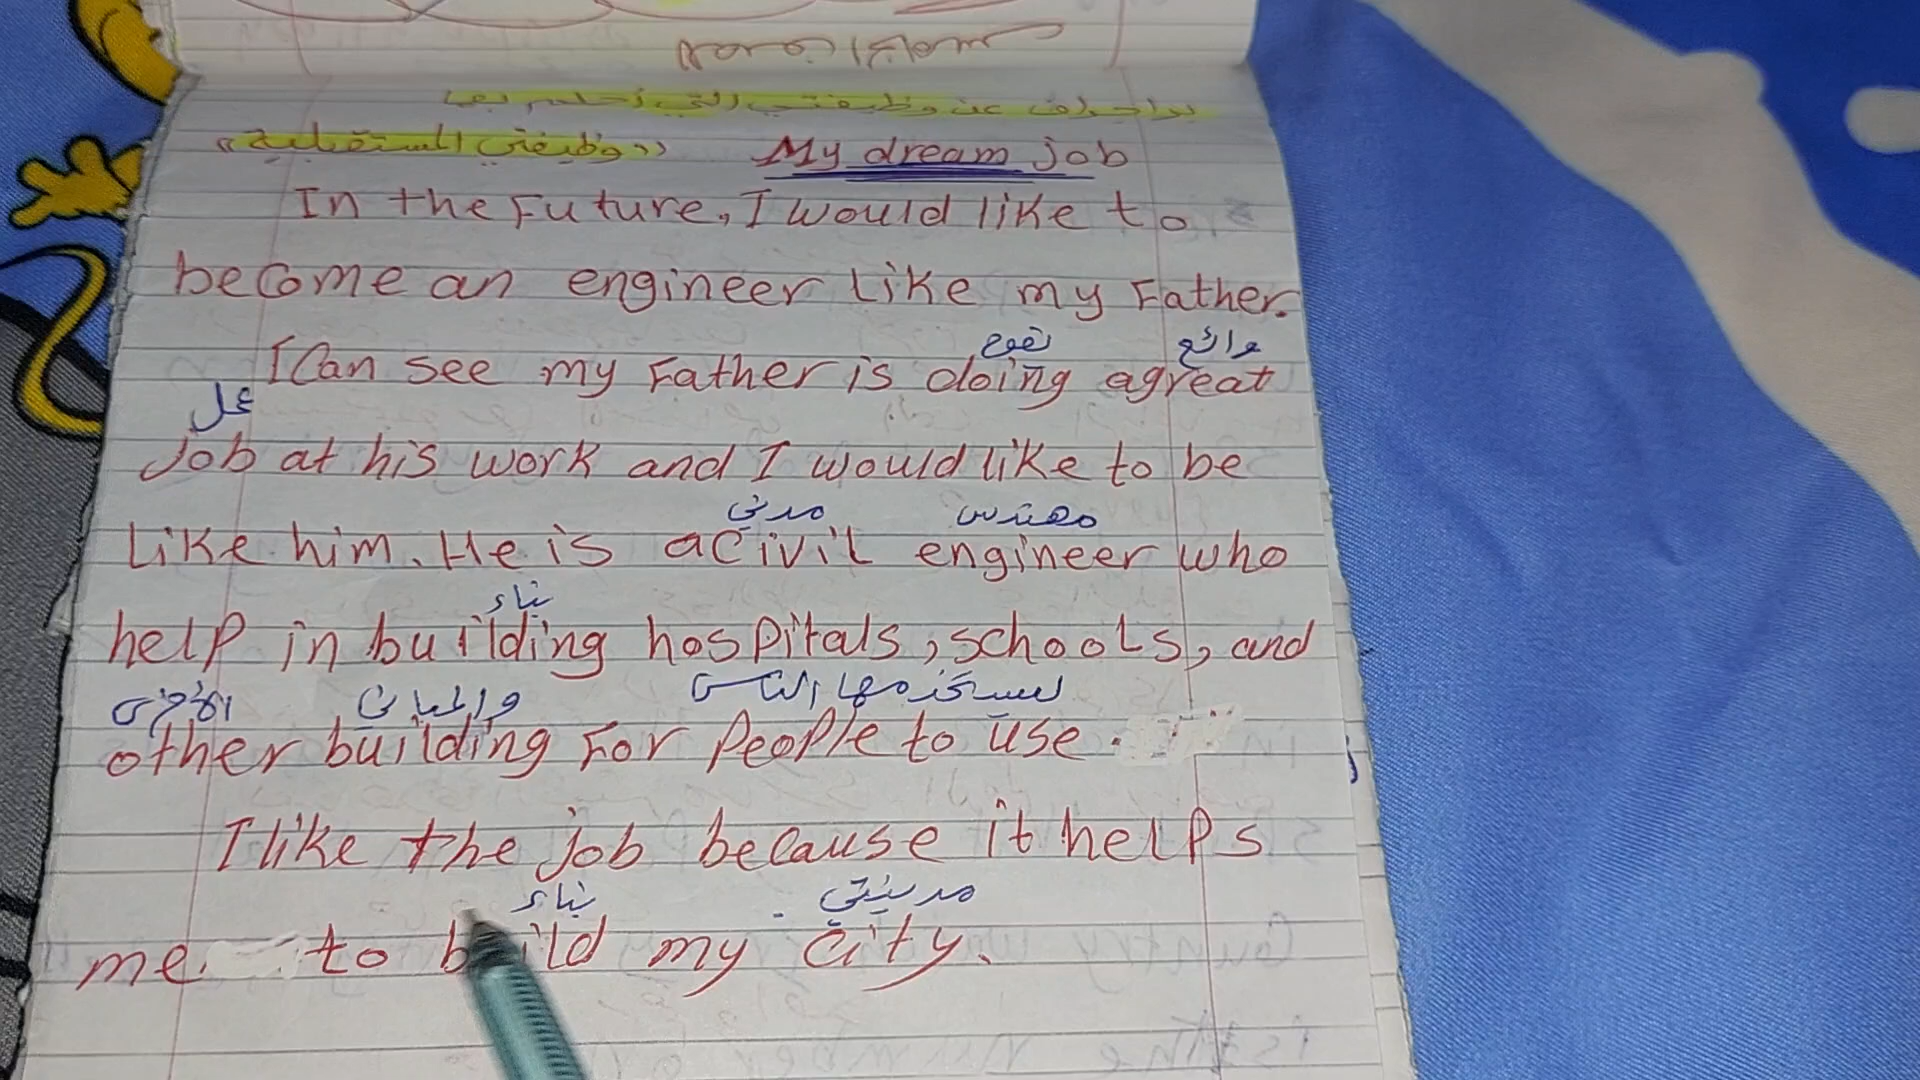 براجراف عن وظيفتي التي أحلم بها
My dream job «وظيفتي المستقبلية»
In the Future, I would like to
become an engineer like my Father.
تقوم رائع
I Can see my Father is doing a great
عمل
Job at his work and I would like to be
مدني مهندس
Like him. He is a Civil engineer who
بناء
help in building hospitals, schools, and
الأخرى والمباني ليستخدمها الناس
other building For People to use.
I like the job because it helps
بناء مدينتي
me to build my city.